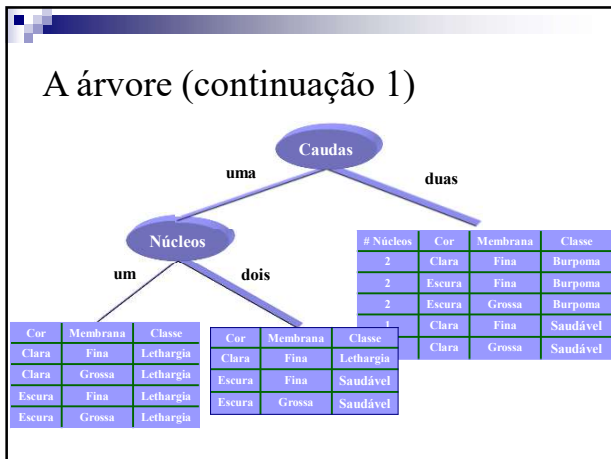 A árvore (continuação 1)
Caudas
uma
duas
Núcleos
um
dois
# Núcleos Cor Membrana Classe
2 Clara Fina Burpoma
2 Escura Fina Burpoma
2 Escura Grossa Burpoma
Clara Fina Saudável
Clara Grossa Saudável
Cor Membrana Classe
Clara Fina Lethargia
Clara Grossa Lethargia
Escura Fina Lethargia
Escura Grossa Lethargia
Cor Membrana Classe
Clara Fina Lethargia
Escura Fina Saudável
Escura Grossa Saudável